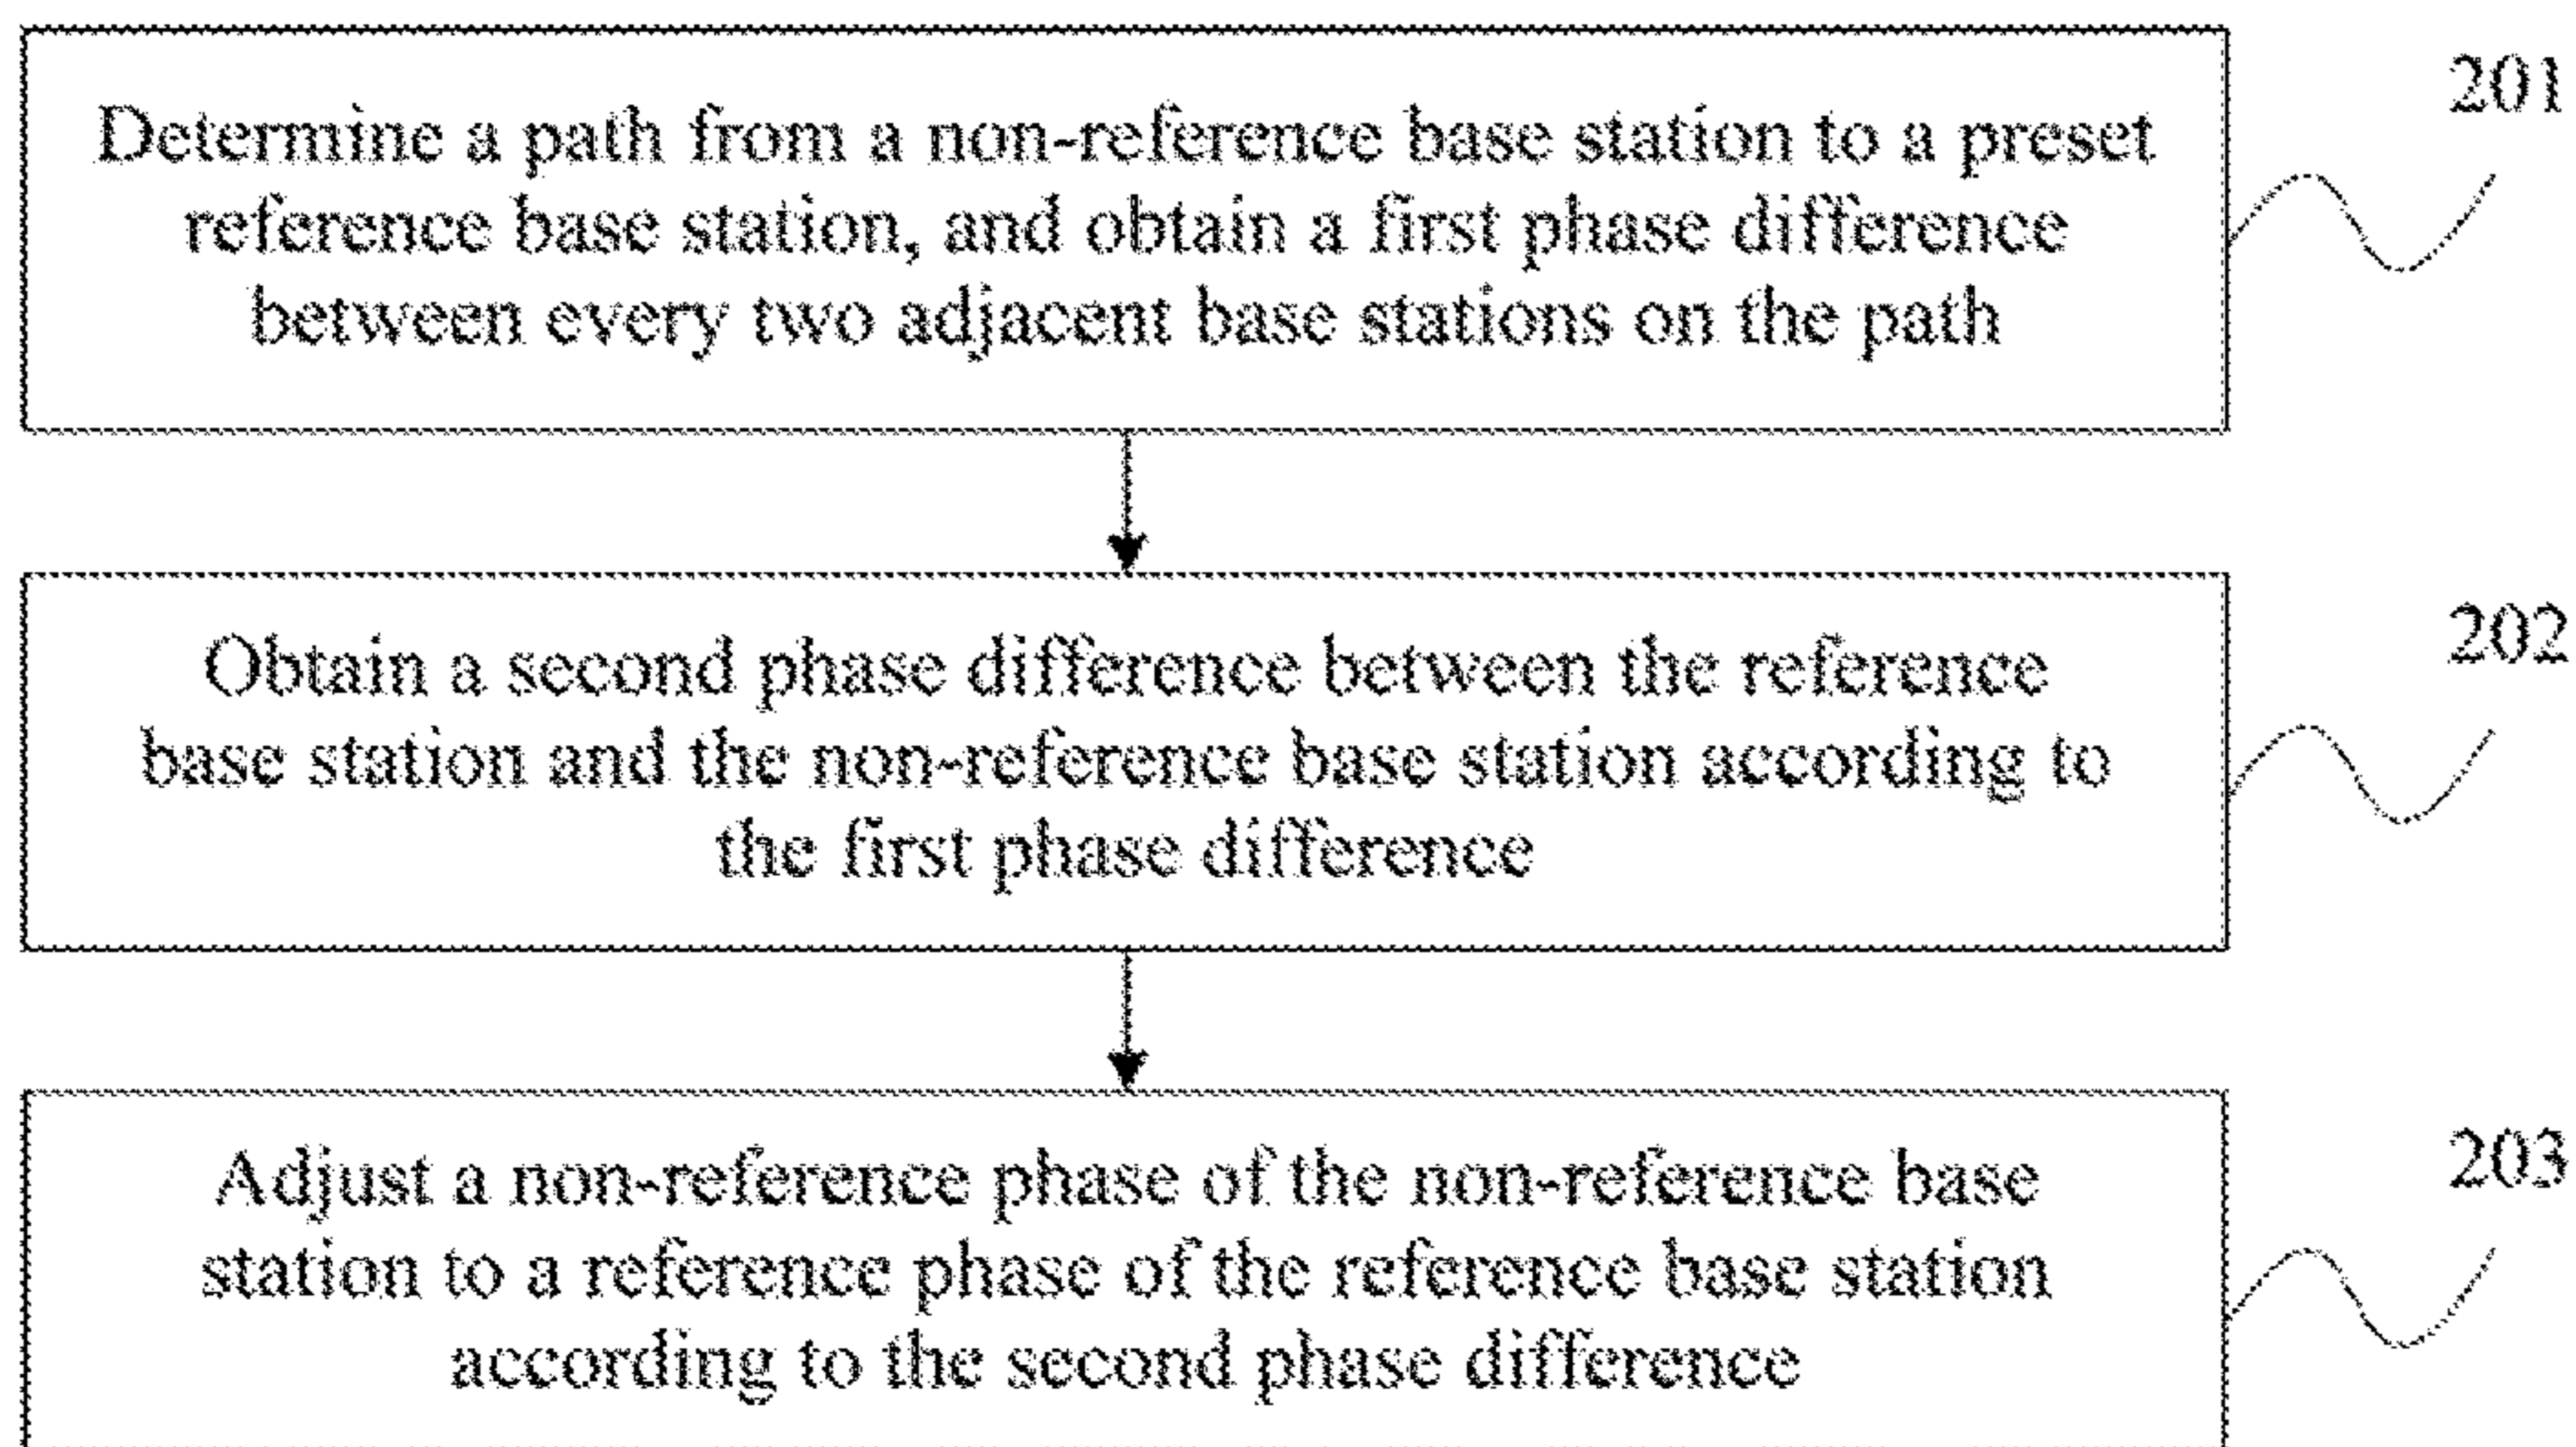 201
Determine a path from a non-reference base station to a preset
reference base station, and obtain a first phase difference
between every two adjacent base stations on the path
202
Obtain a second phase difference between the reference
base station and the non-reference base station according to
the first phase difference
203
Adjust a non-reference phase of the non-reference base
station to a reference phase of the reference base station
according to the second phase difference